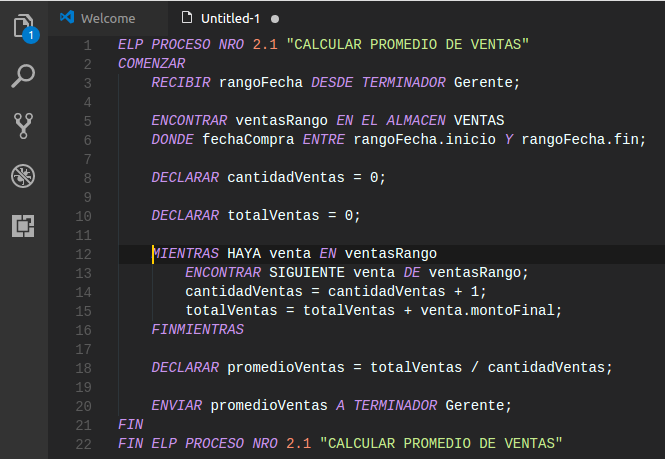 Welcome
Untitled-1
1
1 ELP PROCESO NRO 2.1 "CALCULAR PROMEDIO DE VENTAS"
2 COMENZAR
3 RECIBIR rangoFecha DESDE TERMINADOR Gerente;
4
5 ENCONTRAR ventasRango EN EL ALMACEN VENTAS
6 DONDE fechaCompra ENTRE rangoFecha.inicio Y rangoFecha.fin;
7
8 DECLARAR cantidadVentas = 0;
9
10 DECLARAR totalVentas = 0;
11
12 MIENTRAS HAYA venta EN ventasRango
13 ENCONTRAR SIGUIENTE venta DE ventasRango;
14 cantidadVentas = cantidadVentas + 1;
15 totalVentas = totalVentas + venta.montoFinal;
16 FINMIENTRAS
17
18 DECLARAR promedioVentas = totalVentas / cantidadVentas;
19
20 ENVIAR promedioVentas A TERMINADOR Gerente;
21 FIN
22 FIN ELP PROCESO NRO 2.1 "CALCULAR PROMEDIO DE VENTAS"